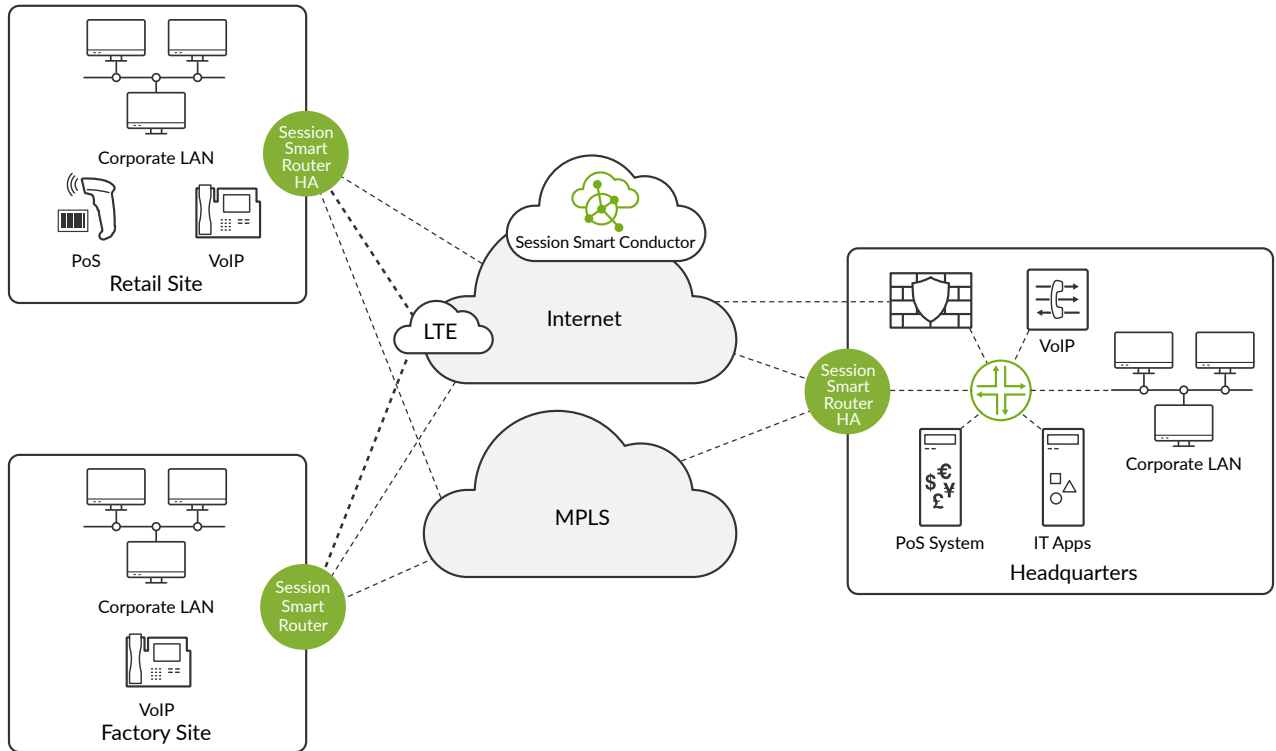 Corporate LAN
PoS
VoIP
Retail Site
Session
Smart
Router
HA
Corporate LAN
VoIP
Factory Site
Session
Smart
Router
Session Smart Conductor
Internet
LTE
MPLS
Session
Smart
Router
HA
VoIP
Corporate LAN
$ €
£ ¥
PoS System
IT Apps
Headquarters